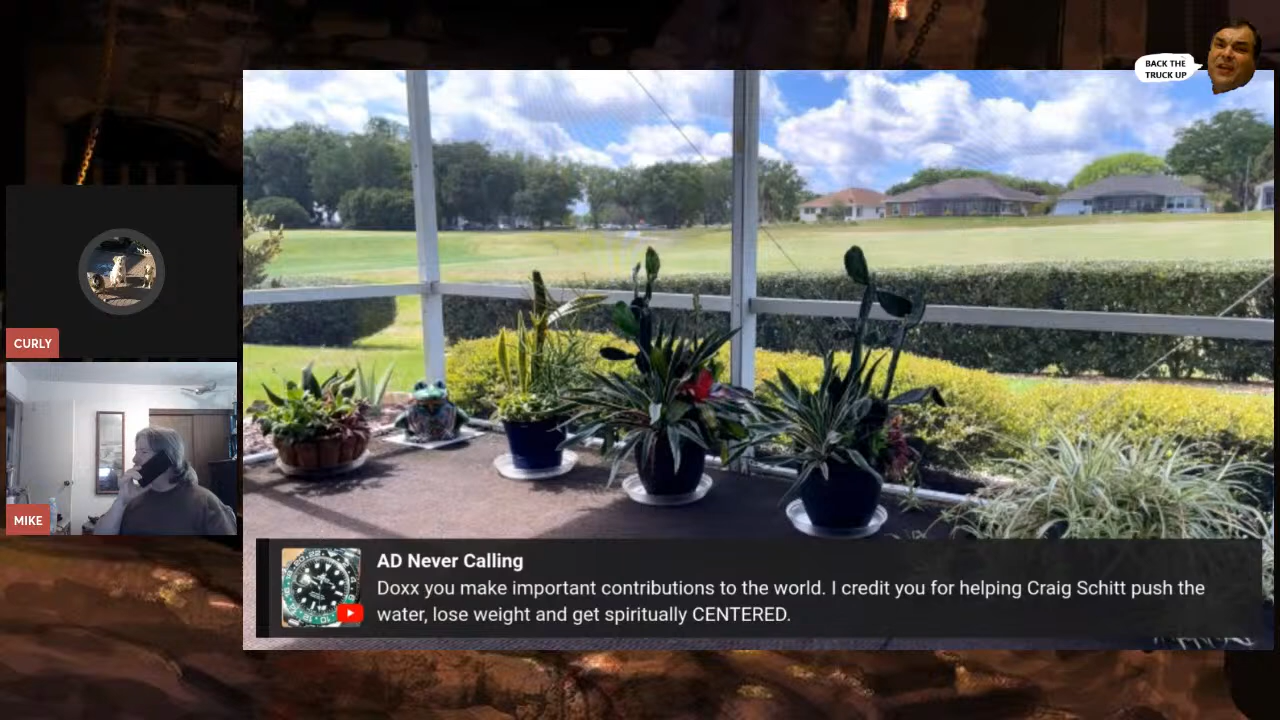 BACK THE
TRUCK UP
CURLY
MIKE
AD Never Calling
Doxx you make important contributions to the world. I credit you for helping Craig Schitt push the
water, lose weight and get spiritually CENTERED.